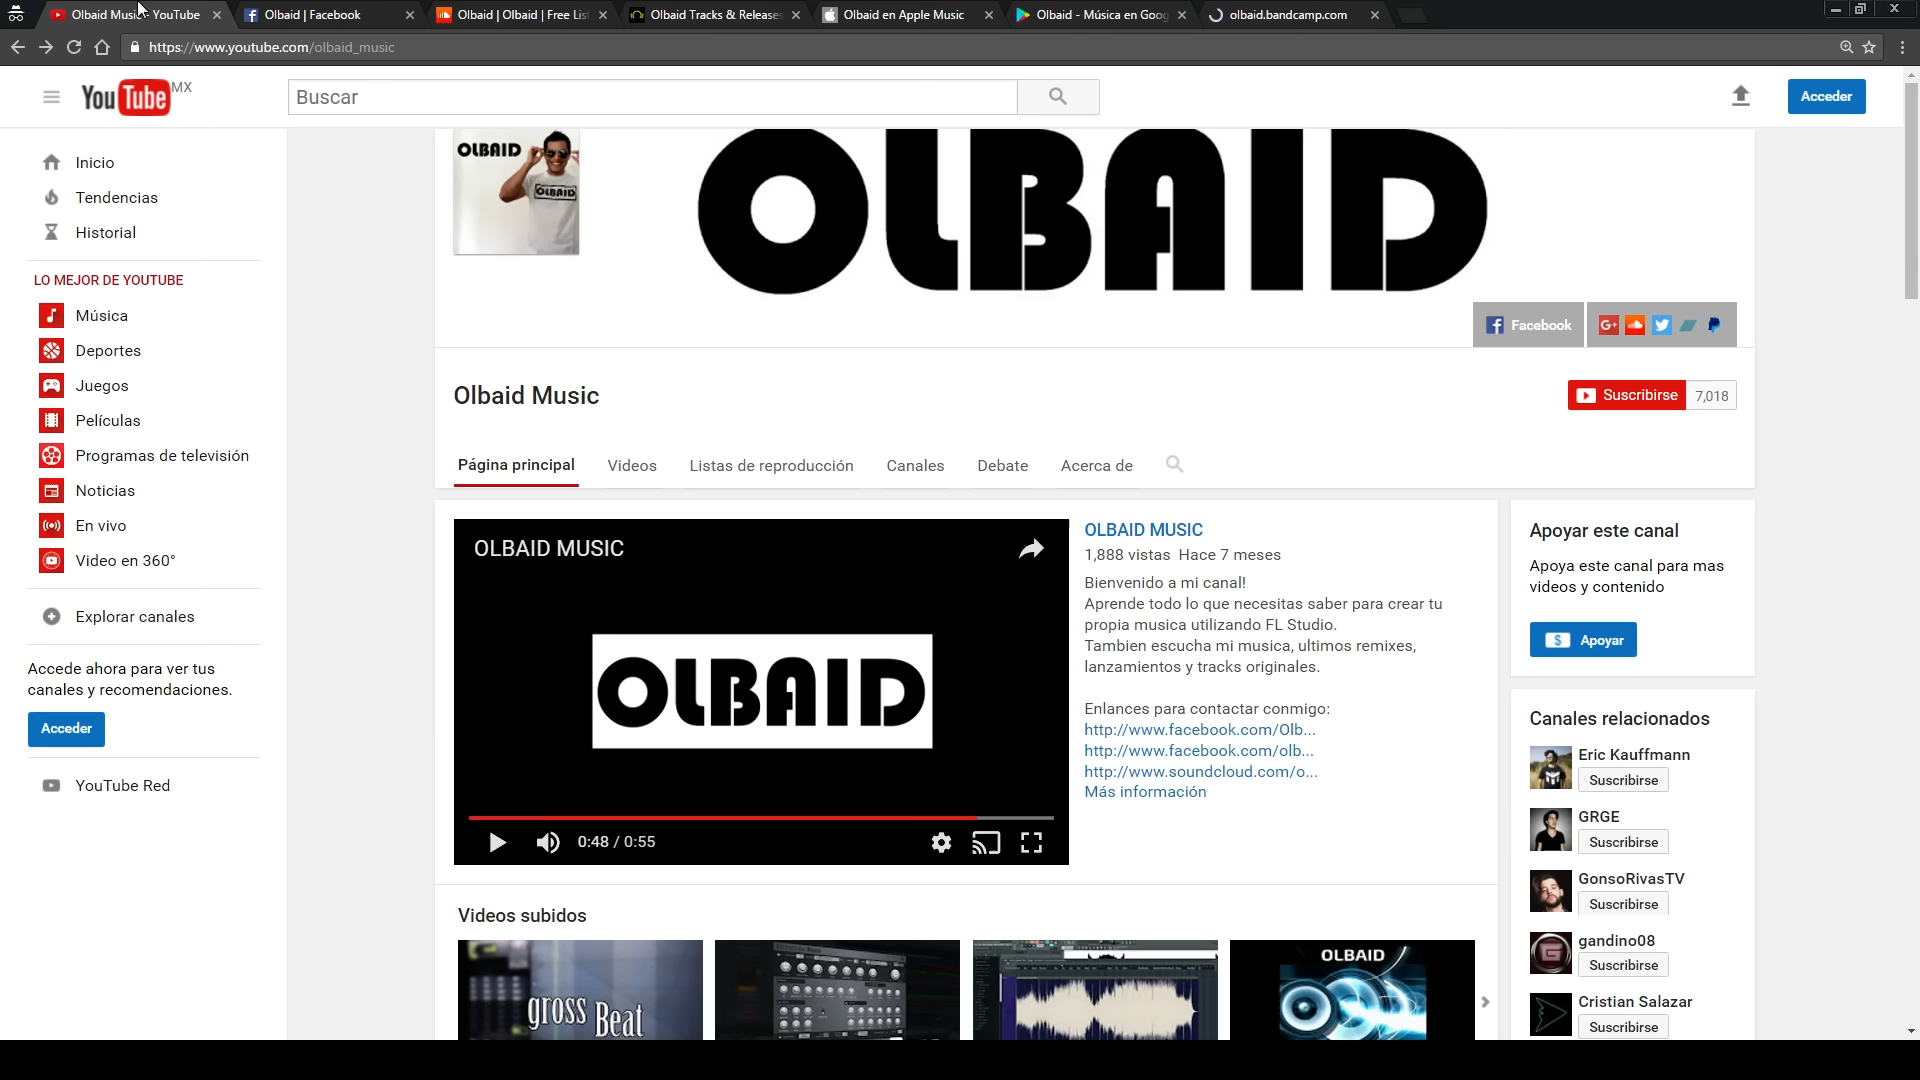 Olbaid Musi - YouTube
Olbaid | Facebook
Olbaid | Olbaid | Free Lis
Olbaid Tracks & Releases
Olbaid en Apple Music
Olbaid - Música en Goog
olbaid.bandcamp.com
https://www.youtube.com/olbaid_music
YouTube MX
Buscar
Acceder
Inicio
Tendencias
Historial
LO MEJOR DE YOUTUBE
Música
Deportes
Juegos
Películas
Programas de televisión
Noticias
En vivo
Video en 360°
Explorar canales
Accede ahora para ver tus
canales y recomendaciones.
Acceder
YouTube Red
OLBAID
OLBAID
OLBAID
Facebook
G+
Olbaid Music
Suscribirse 7,018
Página principal
Videos
Listas de reproducción
Canales
Debate
Acerca de
OLBAID MUSIC
OLBAID
0:48 / 0:55
OLBAID MUSIC
1,888 vistas Hace 7 meses
Bienvenido a mi canal!
Aprende todo lo que necesitas saber para crear tu
propia musica utilizando FL Studio.
Tambien escucha mi musica, ultimos remixes,
lanzamientos y tracks originales.
Enlances para contactar conmigo:
http://www.facebook.com/Olb...
http://www.facebook.com/olb...
http://www.soundcloud.com/o...
Más información
Apoyar este canal
Apoya este canal para mas
videos y contenido
$ Apoyar
Canales relacionados
Eric Kauffmann
Suscribirse
GRGE
Suscribirse
GonsoRivasTV
Suscribirse
gandino08
Suscribirse
Cristian Salazar
Suscribirse
Videos subidos
gross Beat
OLBAID